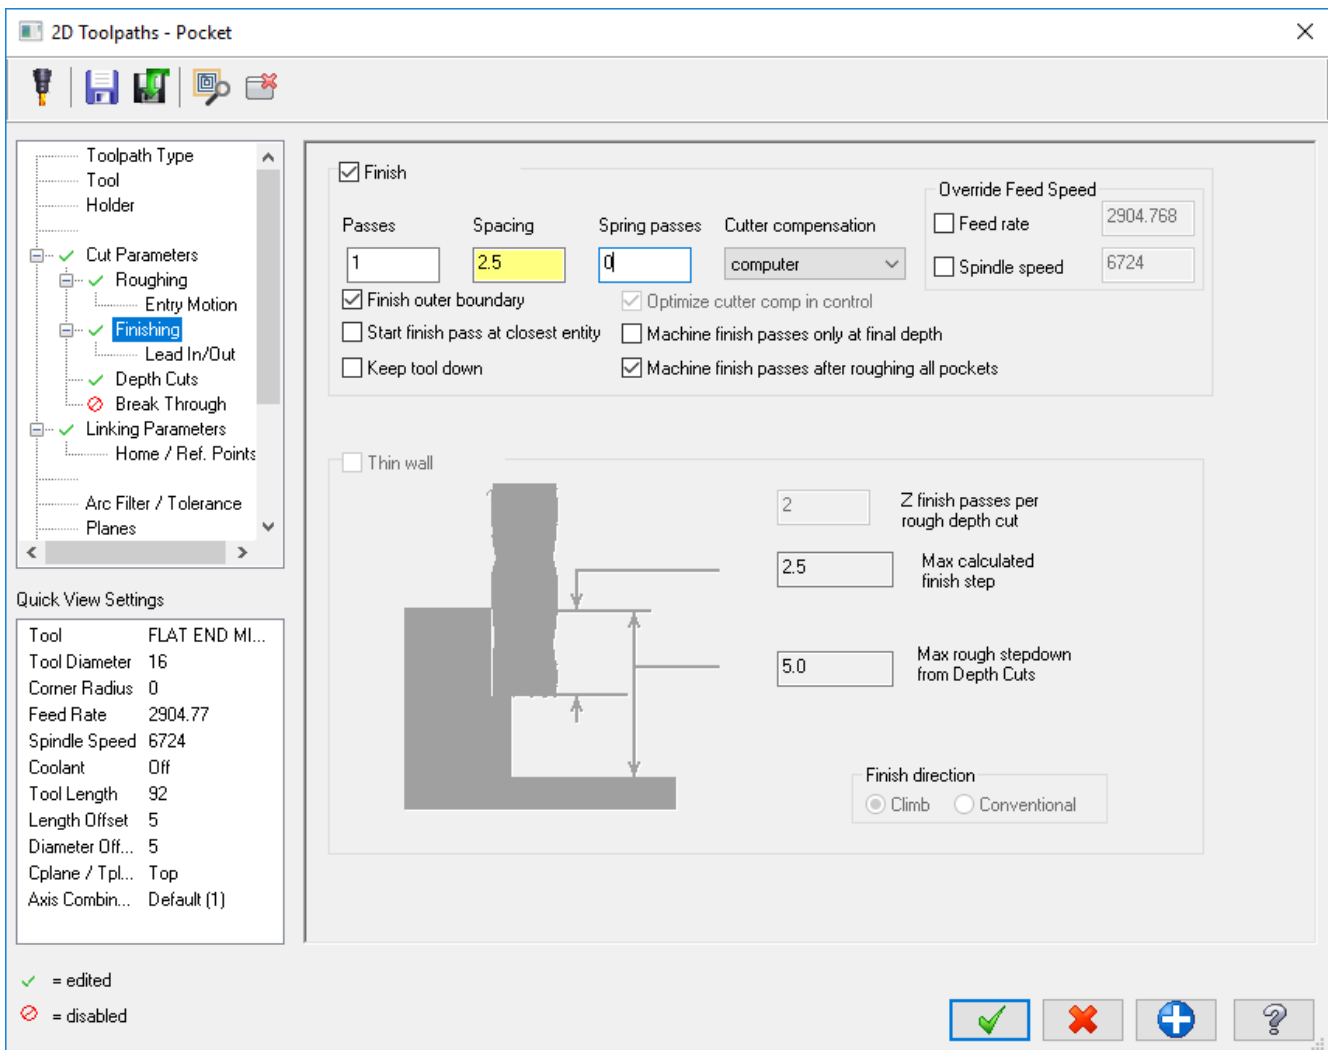 2D Toolpaths - Pocket
Toolpath Type
Tool
Holder
Cut Parameters
Roughing
Entry Motion
Finishing
Lead In/Out
Depth Cuts
Break Through
Linking Parameters
Home / Ref. Points
Arc Filter / Tolerance
Planes
Quick View Settings
Tool FLAT END MI...
Tool Diameter 16
Corner Radius 0
Feed Rate 2904.77
Spindle Speed 6724
Coolant Off
Tool Length 92
Length Offset 5
Diameter Off... 5
Cplane / Tpl... Top
Axis Combin... Default (1)
= edited
= disabled
Finish
Passes Spacing Spring passes Cutter compensation
1 2.5 0 computer
Override Feed Speed
Feed rate 2904.768
Spindle speed 6724
Finish outer boundary Optimize cutter comp in control
Start finish pass at closest entity Machine finish passes only at final depth
Keep tool down Machine finish passes after roughing all pockets
Thin wall
2 Z finish passes per
rough depth cut
2.5 Max calculated
finish step
5.0 Max rough stepdown
from Depth Cuts
Finish direction
Climb Conventional